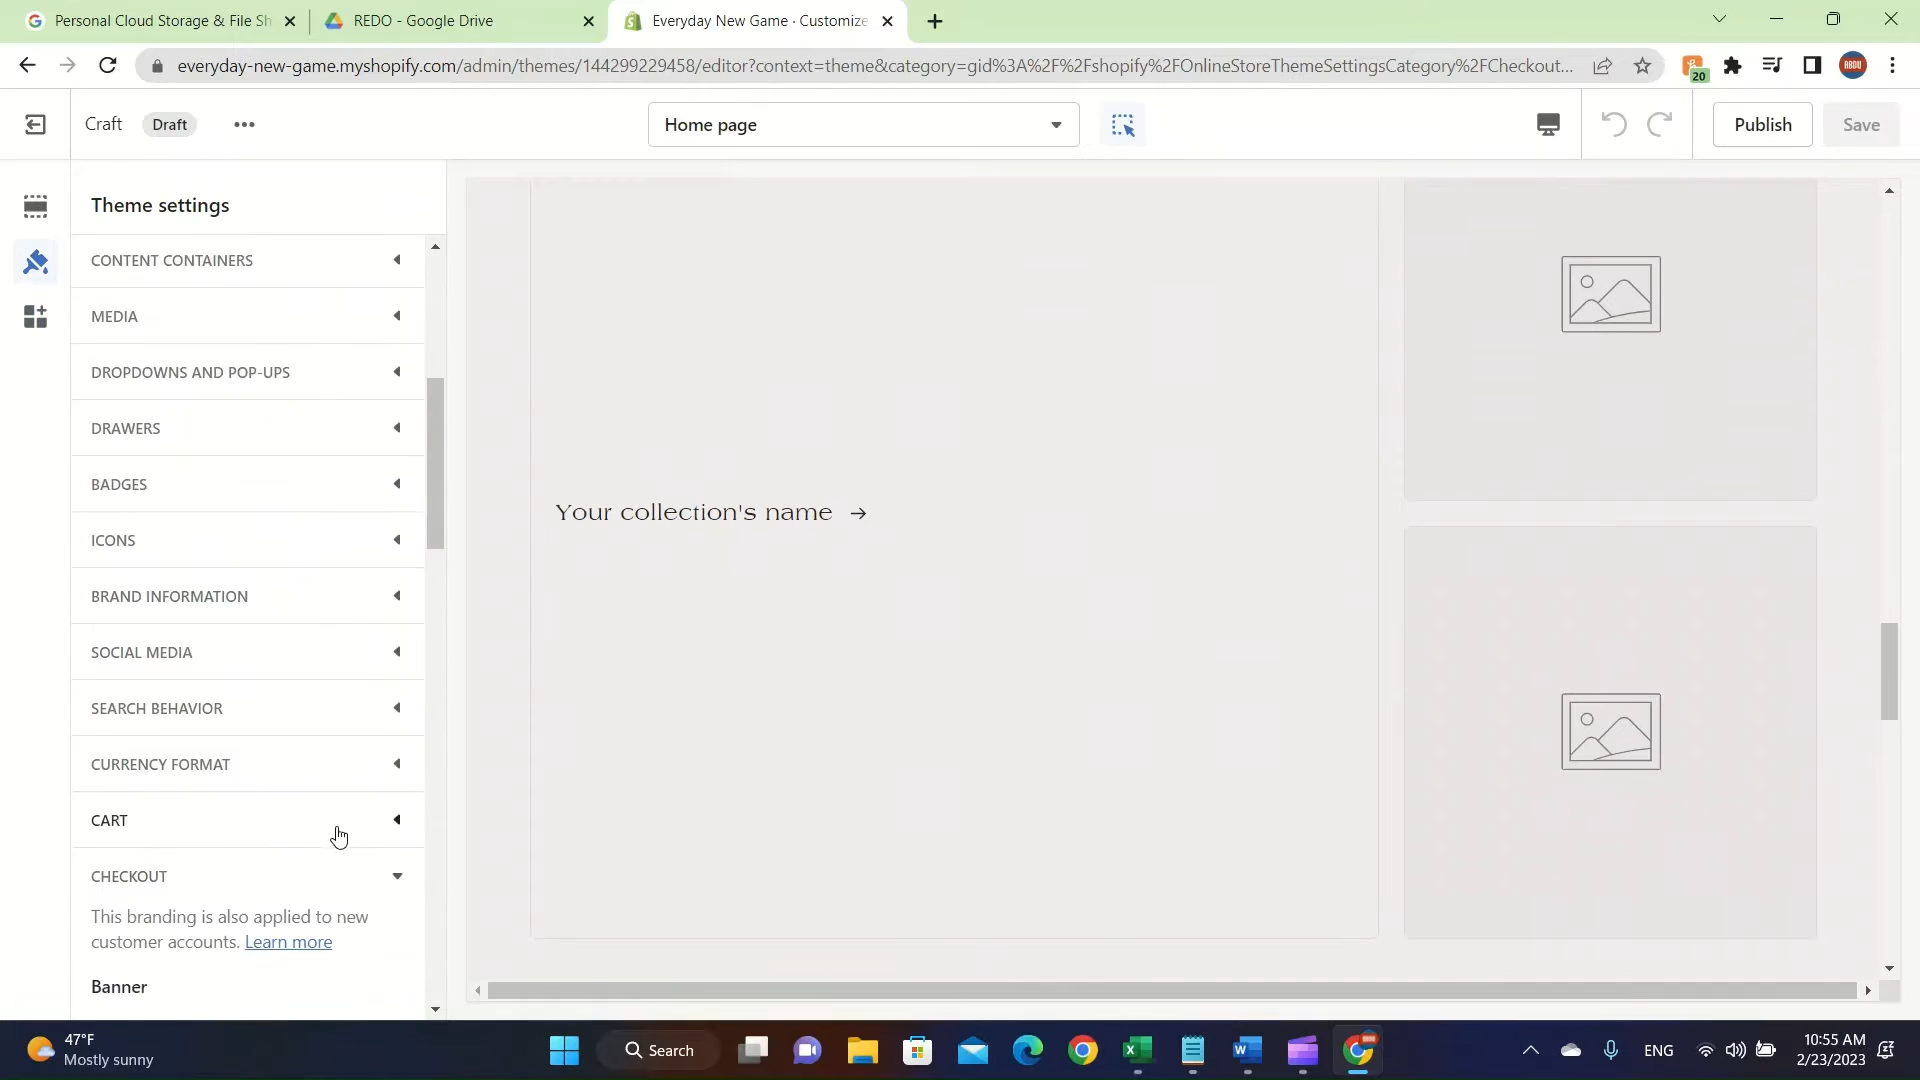 Personal Cloud Storage & File Sh
REDO - Google Drive
Everyday New Game · Customize
everyday-new-game.myshopify.com/admin/themes/144299229458/editor?context=theme&category=gid%3A%2F%2Fshopify%2FOnlineStoreThemeSettingsCategory%2FCheckout...
20
ABDU
Craft
Draft
Home page
Publish
Save
Theme settings
CONTENT CONTAINERS
MEDIA
DROPDOWNS AND POP-UPS
DRAWERS
BADGES
ICONS
BRAND INFORMATION
SOCIAL MEDIA
SEARCH BEHAVIOR
CURRENCY FORMAT
CART
CHECKOUT
This branding is also applied to new
customer accounts. Learn more
Banner
Your collection's name →
47°F
Mostly sunny
Search
ENG
10:55 AM
2/23/2023